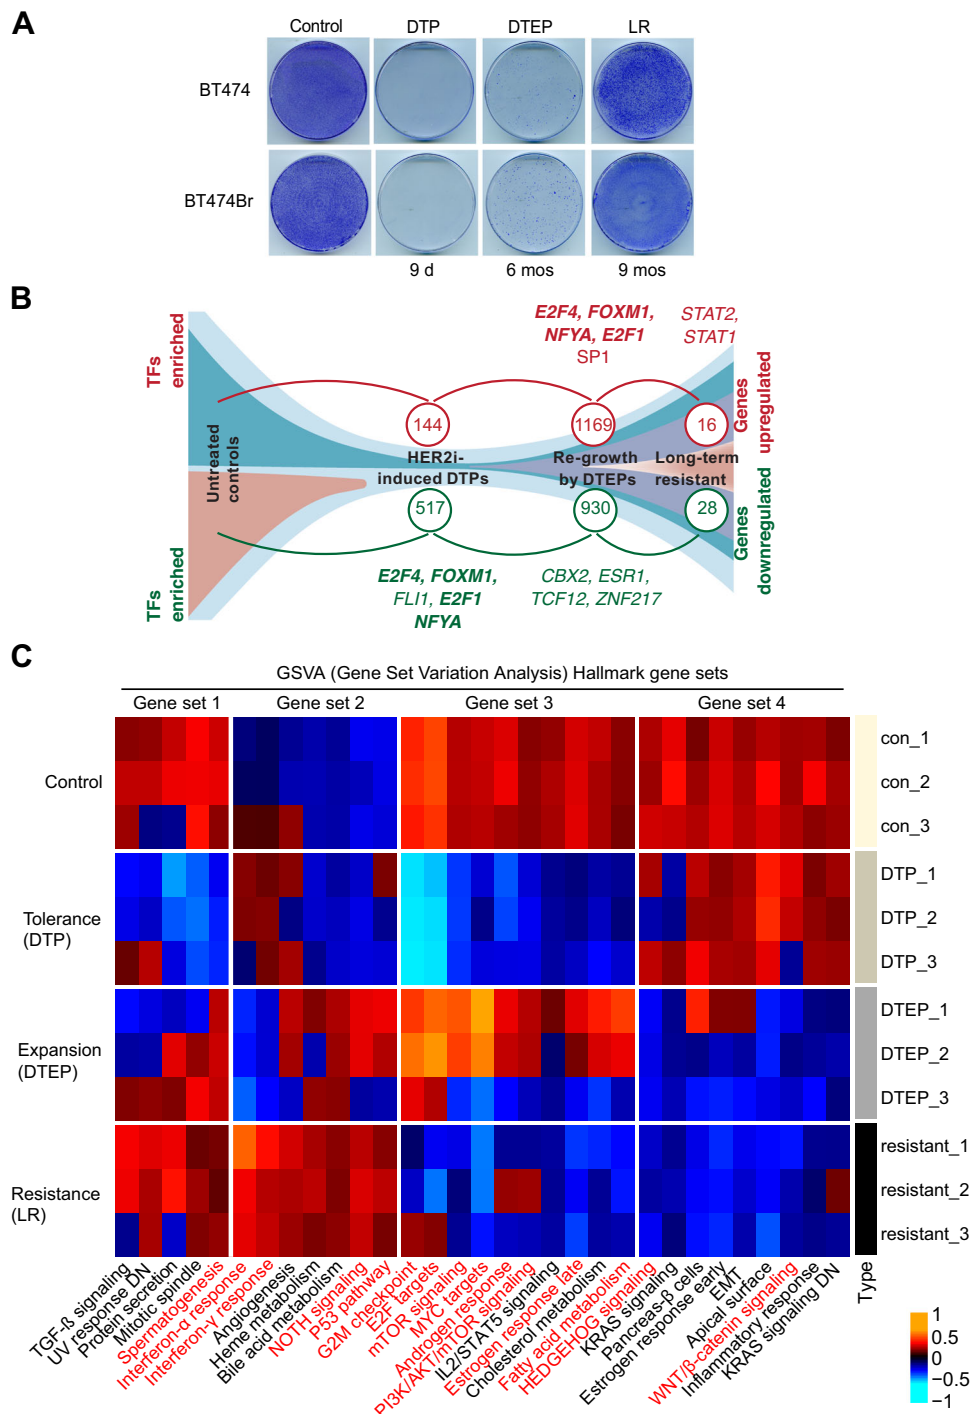 A
Control
DTP
DTEP
LR
BT474
BT474Br
9 d
6 mos
9 mos
B
TFs
enriched
E2F4, FOXM1,
NFYA, E2F1
SP1
STAT2,
STAT1
Genes
upregulated
144
1169
16
Untreated
controls
HER2i-
induced DTPs
Re-growth
by DTEPs
Long-term
resistant
517
930
28
TFs
enriched
E2F4, FOXM1,
FLI1, E2F1
NFYA
CBX2, ESR1,
TCF12, ZNF217
Genes
downregulated
C
GSVA (Gene Set Variation Analysis) Hallmark gene sets
Gene set 1
Gene set 2
Gene set 3
Gene set 4
Control
con_1
con_2
con_3
Tolerance
(DTP)
DTP_1
DTP_2
DTP_3
Expansion
(DTEP)
DTEP_1
DTEP_2
DTEP_3
Resistance
(LR)
resistant_1
resistant_2
resistant_3
Type
TGF-ß signaling
UV response DN
Protein secretion
Mitotic spindle
Spermatogenesis
Interferon-α response
Interferon-γ response
Angiogenesis
Heme metabolism
Bile acid metabolism
NOTH signaling
P53 pathway
G2M checkpoint
E2F targets
mTOR signaling
MYC targets
Androgen response
PI3K/AKT/mTOR signaling
IL2/STAT5 signaling
Estrogen response late
Cholesterol metabolism
Fatty acid metabolism
HEDGEHOG signaling
KRAS signaling
Pancreas-β cells
Estrogen response early
EMT
Apical surface
WNT/β-catenin signaling
Inflammatory response
KRAS signaling DN
1
0.5
0
−0.5
−1